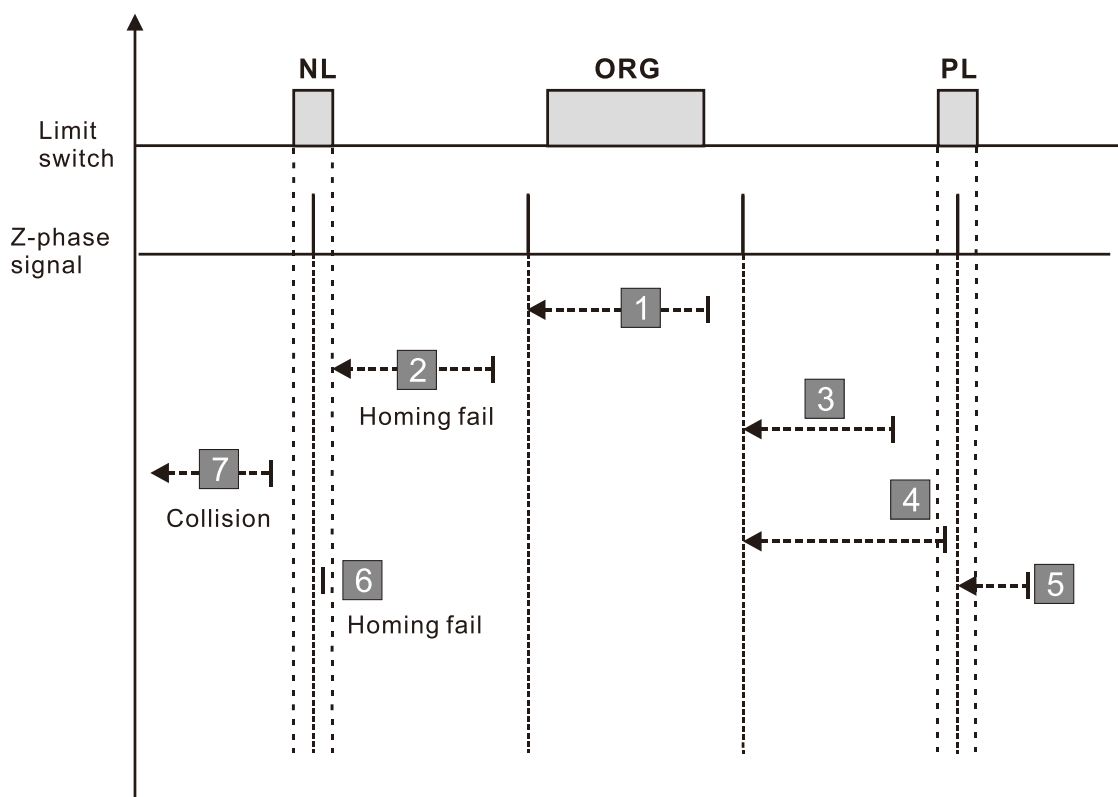 NL
ORG
PL
Limit
switch
Z-phase
signal
1
2
Homing fail
3
7
Collision
4
6
5
Homing fail